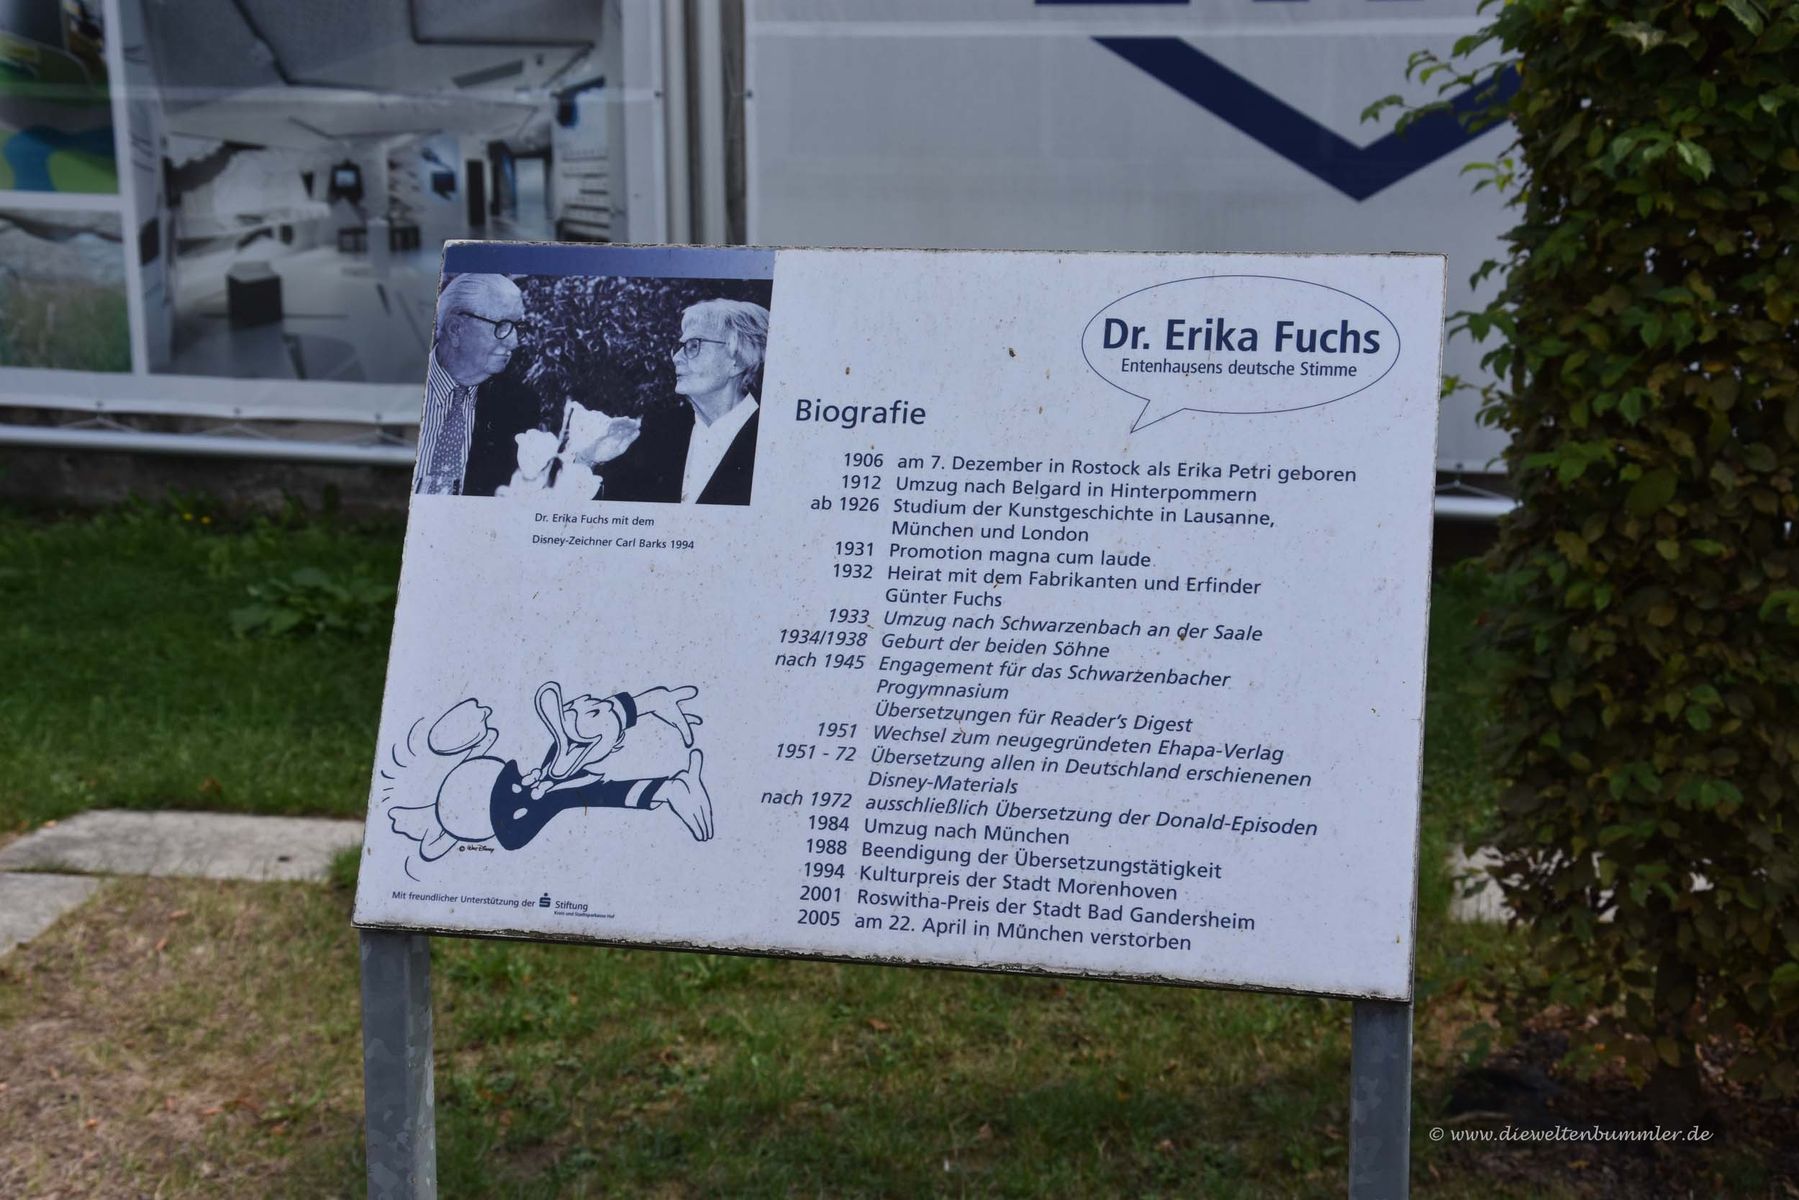 Dr. Erika Fuchs
Entenhausens deutsche Stimme
Biografie
1906 am 7. Dezember in Rostock als Erika Petri geboren
1912 Umzug nach Belgard in Hinterpommern
ab 1926 Studium der Kunstgeschichte in Lausanne,
München und London
1931 Promotion magna cum laude
1932 Heirat mit dem Fabrikanten und Erfinder
Günter Fuchs
1933 Umzug nach Schwarzenbach an der Saale
1934/1938 Geburt der beiden Söhne
nach 1945 Engagement für das Schwarzenbacher
Progymnasium
Übersetzungen für Reader's Digest
1951 Wechsel zum neugegründeten Ehapa-Verlag
1951 - 72 Übersetzung allen in Deutschland erschienenen
Disney-Materials
nach 1972 ausschließlich Übersetzung der Donald-Episoden
1984 Umzug nach München
1988 Beendigung der Übersetzungstätigkeit
1994 Kulturpreis der Stadt Morenhoven
2001 Roswitha-Preis der Stadt Bad Gandersheim
2005 am 22. April in München verstorben
Dr. Erika Fuchs mit dem
Disney-Zeichner Carl Barks 1994
© Walt Disney
Mit freundlicher Unterstützung der Stiftung
Kreis und Stadtsparkasse Hof
© www.dieweltenbummler.de